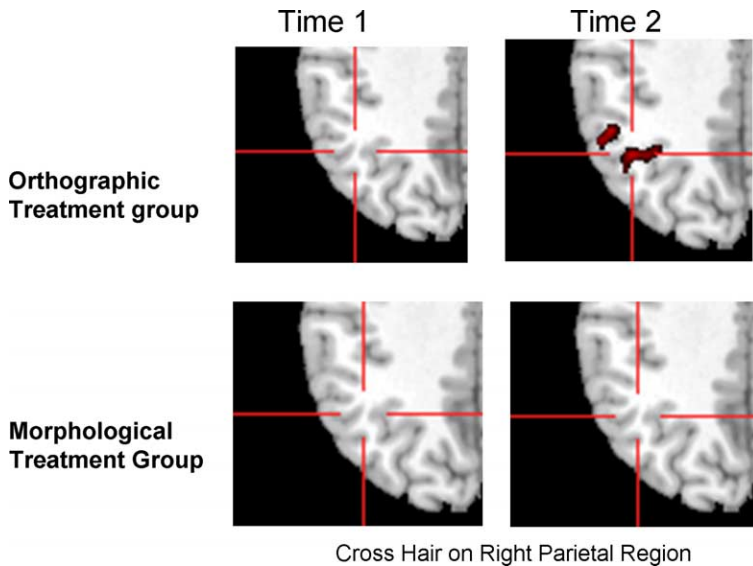 Time 1
Time 2
Orthographic
Treatment group
Morphological
Treatment Group
Cross Hair on Right Parietal Region